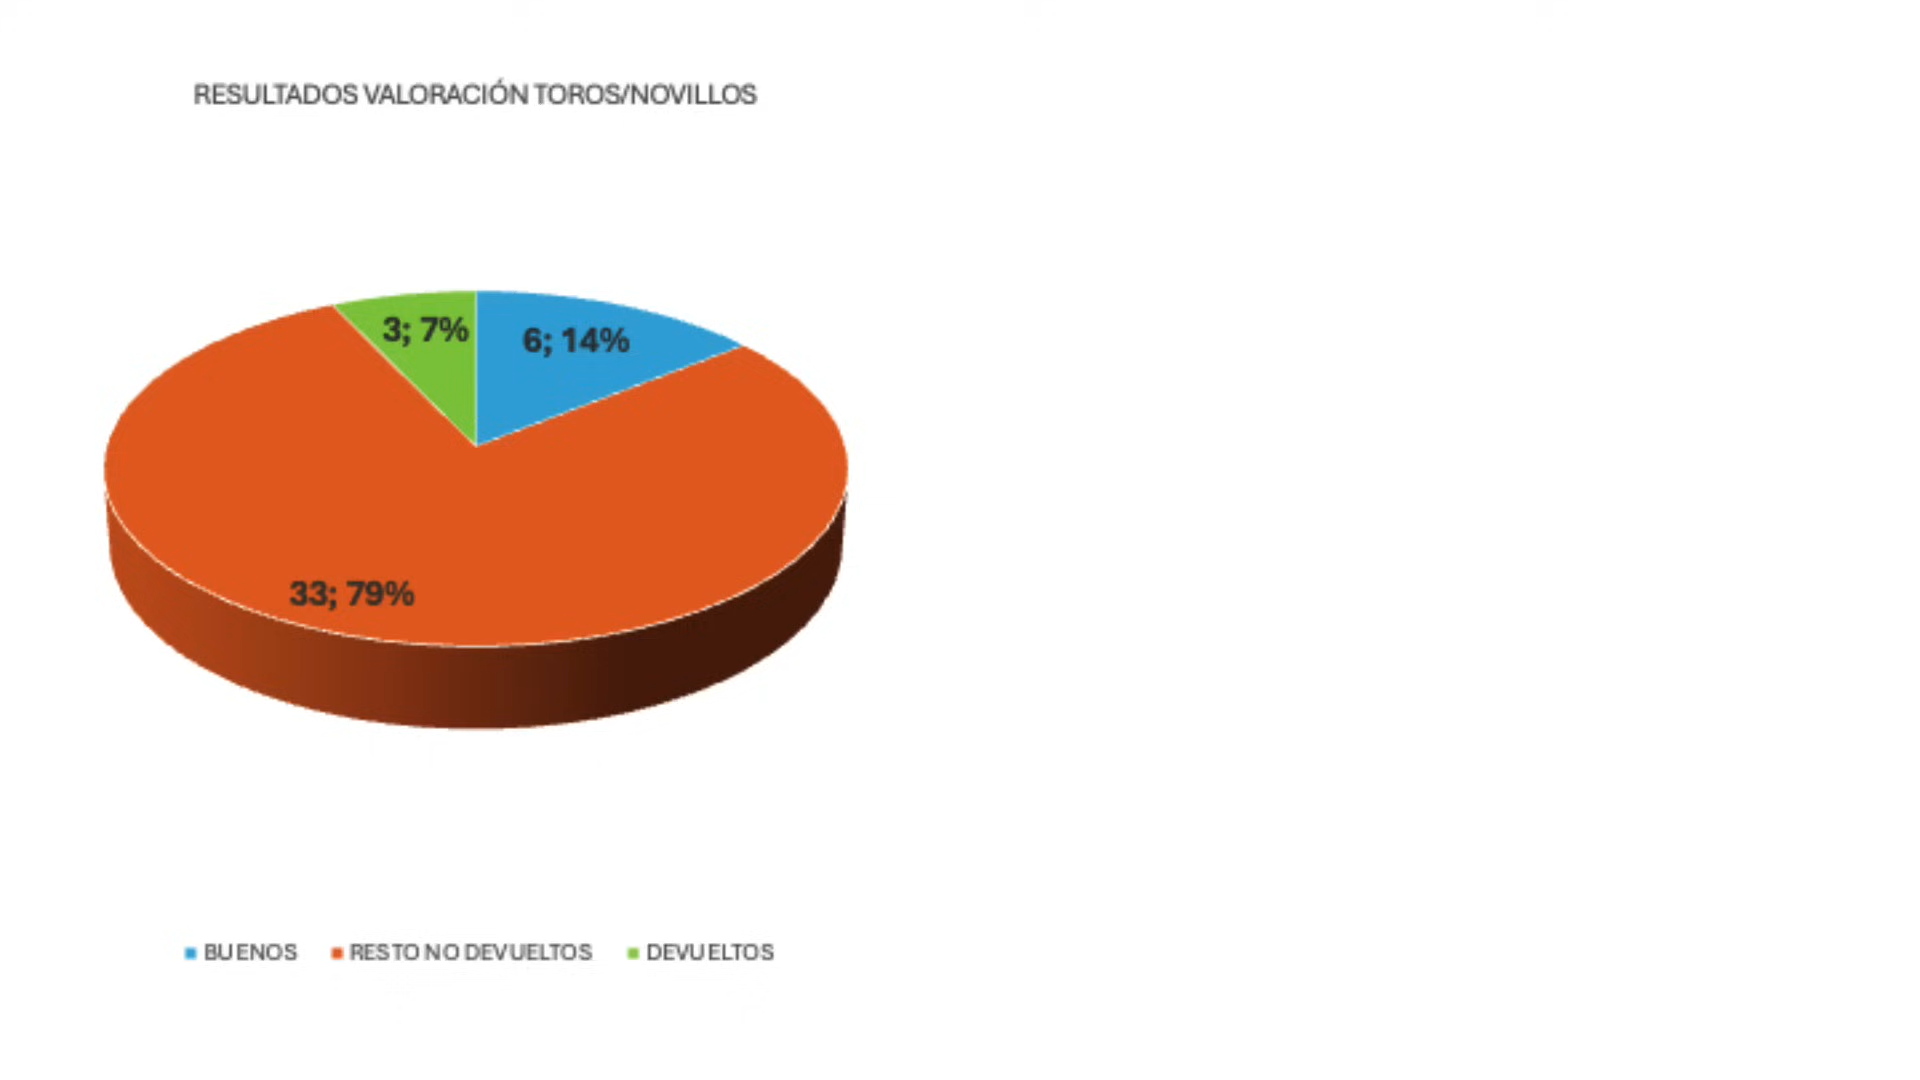 RESULTADOS VALORACIÓN TOROS/NOVILLOS
3; 7%
6; 14%
33; 79%
BUENOS RESTO NO DEVUELTOS DEVUELTOS